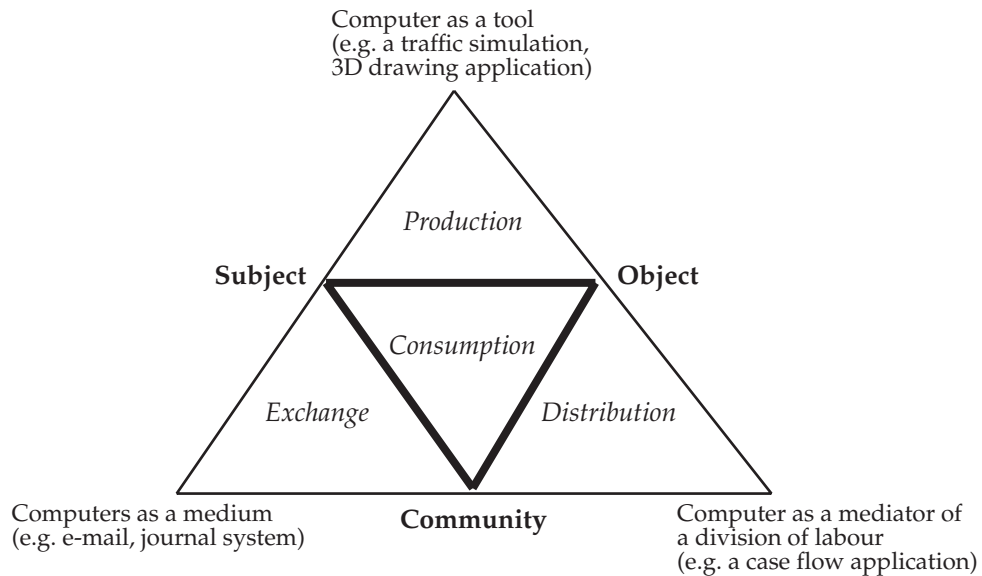 Computer as a tool
(e.g. a traffic simulation,
3D drawing application)
Production
Subject
Object
Consumption
Exchange
Distribution
Computers as a medium
(e.g. e-mail, journal system)
Community
Computer as a mediator of
a division of labour
(e.g. a case flow application)